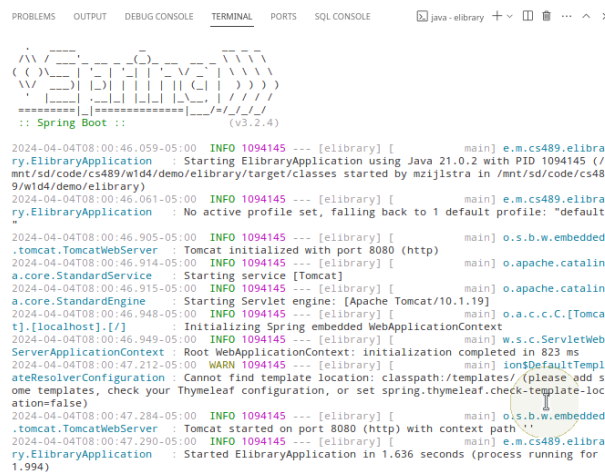 PROBLEMS OUTPUT DEBUG CONSOLE TERMINAL PORTS SQL CONSOLE java - elibrary
  .   ____          _            __ _ _
 /\\ / ___'_ __ _ _(_)_ __  __ _ \ \ \ \
( ( )\___ | '_ | '_| | '_ \/ _` | \ \ \ \
 \\/  ___)| |_)| | | | | || (_| |  ) ) ) )
  '  |____| .__|_| |_|_| |_\__, | / / / /
 =========|_|==============|___/=/_/_/_/
 :: Spring Boot ::                (v3.2.4)
2024-04-04T08:00:46.059-05:00  INFO 1094145 --- [elibrary] [           main] e.m.cs489.elibra
ry.ElibraryApplication   : Starting ElibraryApplication using Java 21.0.2 with PID 1094145 (/
mnt/sd/code/cs489/w1d4/demo/elibrary/target/classes started by mzijlstra in /mnt/sd/code/cs48
9/w1d4/demo/elibrary)
2024-04-04T08:00:46.061-05:00  INFO 1094145 --- [elibrary] [           main] e.m.cs489.elibra
ry.ElibraryApplication   : No active profile set, falling back to 1 default profile: "default
"
2024-04-04T08:00:46.905-05:00  INFO 1094145 --- [elibrary] [           main] o.s.b.w.embedded
.tomcat.TomcatWebServer  : Tomcat initialized with port 8080 (http)
2024-04-04T08:00:46.914-05:00  INFO 1094145 --- [elibrary] [           main] o.apache.catalin
a.core.StandardService   : Starting service [Tomcat]
2024-04-04T08:00:46.915-05:00  INFO 1094145 --- [elibrary] [           main] o.apache.catalin
a.core.StandardEngine    : Starting Servlet engine: [Apache Tomcat/10.1.19]
2024-04-04T08:00:46.948-05:00  INFO 1094145 --- [elibrary] [           main] o.a.c.c.C.[Tomca
t].[localhost].[/]       : Initializing Spring embedded WebApplicationContext
2024-04-04T08:00:46.949-05:00  INFO 1094145 --- [elibrary] [           main] w.s.c.ServletWeb
ServerApplicationContext : Root WebApplicationContext: initialization completed in 823 ms
2024-04-04T08:00:47.212-05:00  WARN 1094145 --- [elibrary] [           main] ion$DefaultTempl
ateResolverConfiguration : Cannot find template location: classpath:/templates/ (please add s
ome templates, check your Thymeleaf configuration, or set spring.thymeleaf.check-template-loc
ation=false)
2024-04-04T08:00:47.284-05:00  INFO 1094145 --- [elibrary] [           main] o.s.b.w.embedded
.tomcat.TomcatWebServer  : Tomcat started on port 8080 (http) with context path ''
2024-04-04T08:00:47.290-05:00  INFO 1094145 --- [elibrary] [           main] e.m.cs489.elibra
ry.ElibraryApplication   : Started ElibraryApplication in 1.636 seconds (process running for
1.994)